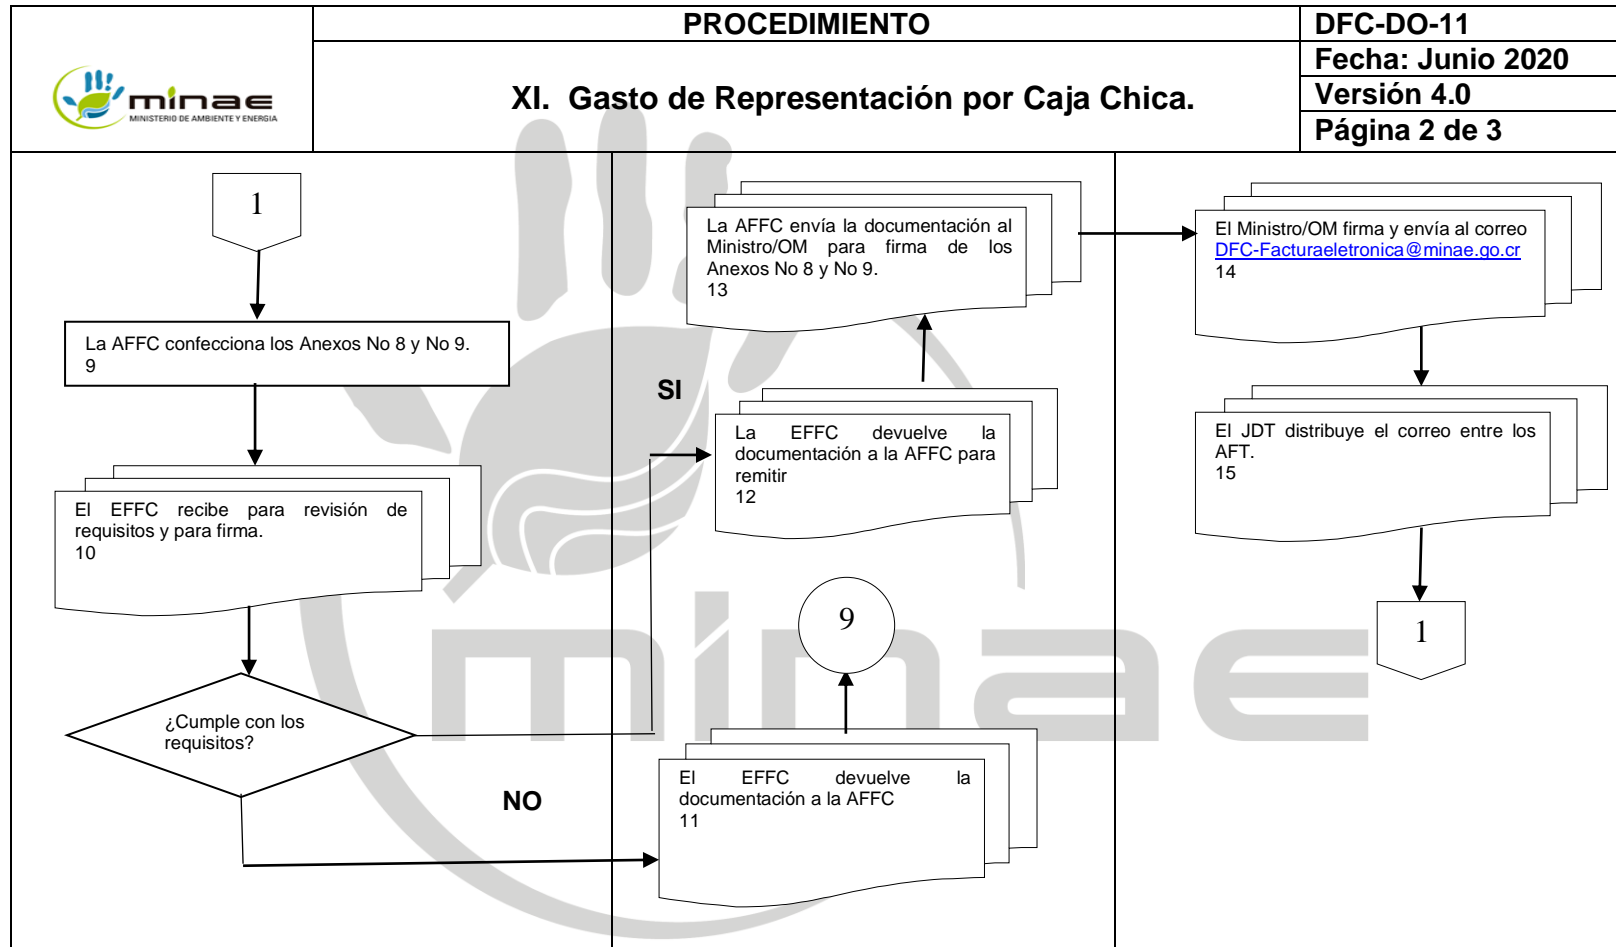 PROCEDIMIENTO
DFC-DO-11
Fecha: Junio 2020
Versión 4.0
Página 2 de 3
XI. Gasto de Representación por Caja Chica.
minae
MINISTERIO DE AMBIENTE Y ENERGIA
1
La AFFC confecciona los Anexos No 8 y No 9.
9
El EFFC recibe para revisión de
requisitos y para firma.
10
¿Cumple con los
requisitos?
SI
NO
La AFFC envía la documentación al
Ministro/OM para firma de los
Anexos No 8 y No 9.
13
La EFFC devuelve la
documentación a la AFFC para
remitir
12
9
El EFFC devuelve la
documentación a la AFFC
11
El Ministro/OM firma y envía al correo
DFC-Facturaeletronica@minae.go.cr
14
El JDT distribuye el correo entre los
AFT.
15
1
minae